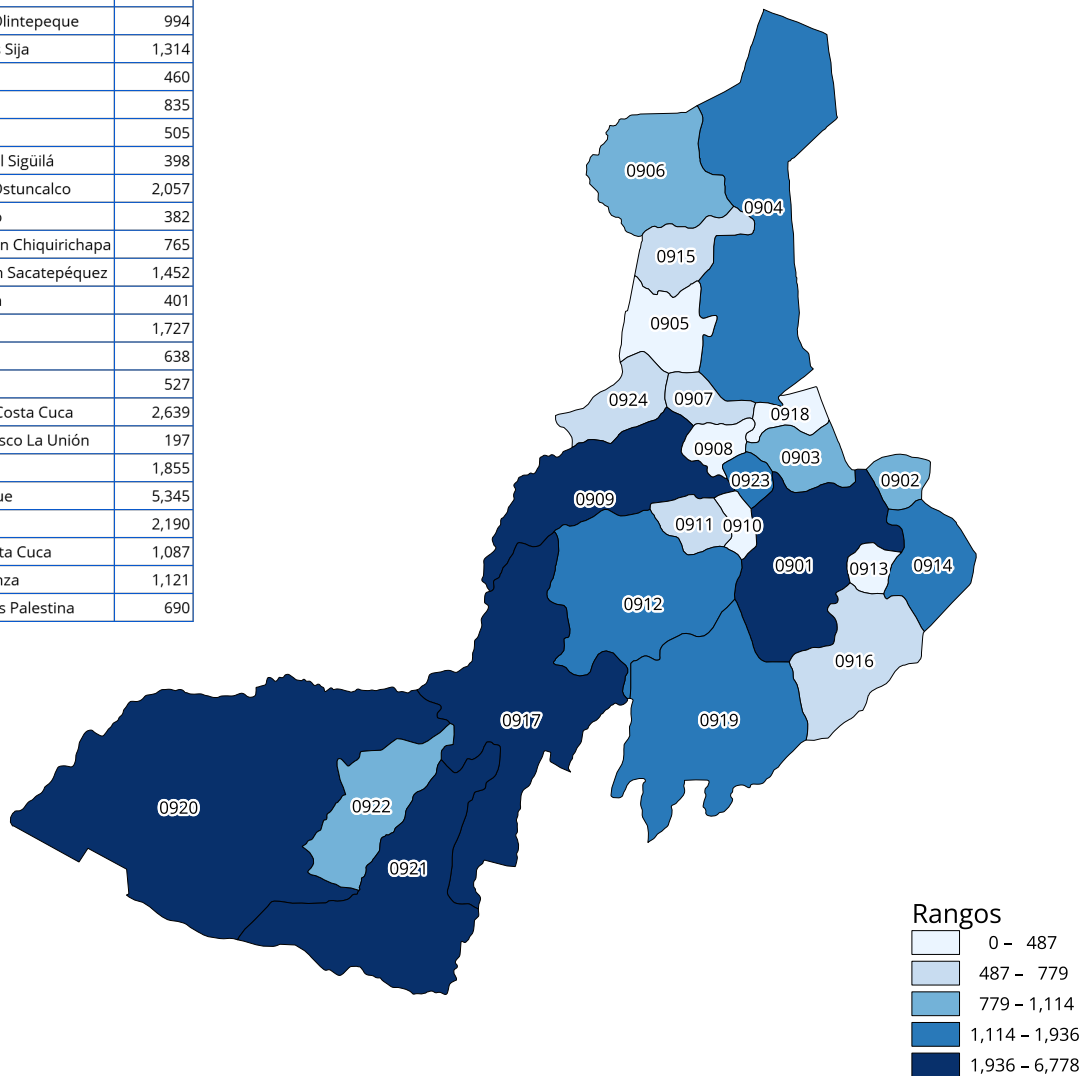 Olintepeque 994
s Sija 1,314
460
835
505
l Sigüilá 398
Ostuncalco 2,057
o 382
n Chiquirichapa 765
n Sacatepéquez 1,452
a 401
1,727
638
527
Costa Cuca 2,639
sco La Unión 197
1,855
ue 5,345
2,190
ta Cuca 1,087
nza 1,121
s Palestina 690
0906
0904
0915
0905
0924
0907
0918
0908
0903
0923
0902
0909
0911
0910
0901
0913
0914
0912
0916
0917
0919
0920
0922
0921
Rangos
0 – 487
487 – 779
779 – 1,114
1,114 – 1,936
1,936 – 6,778